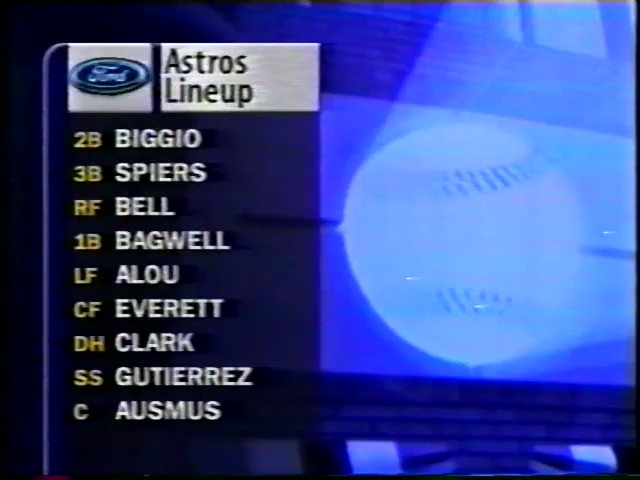 Ford
Astros
Lineup
2B BIGGIO
3B SPIERS
RF BELL
1B BAGWELL
LF ALOU
CF EVERETT
DH CLARK
SS GUTIERREZ
C AUSMUS